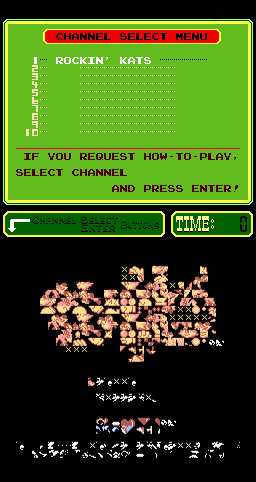 CHANNEL SELECT MENU
1 ROCKIN' KATS
2
3
4
5
6
7
8
9
10
IF YOU REQUEST HOW-TO-PLAY,
SELECT CHANNEL
AND PRESS ENTER!
CHANNEL SELECT
ENTER BUTTONS
TIME: 0